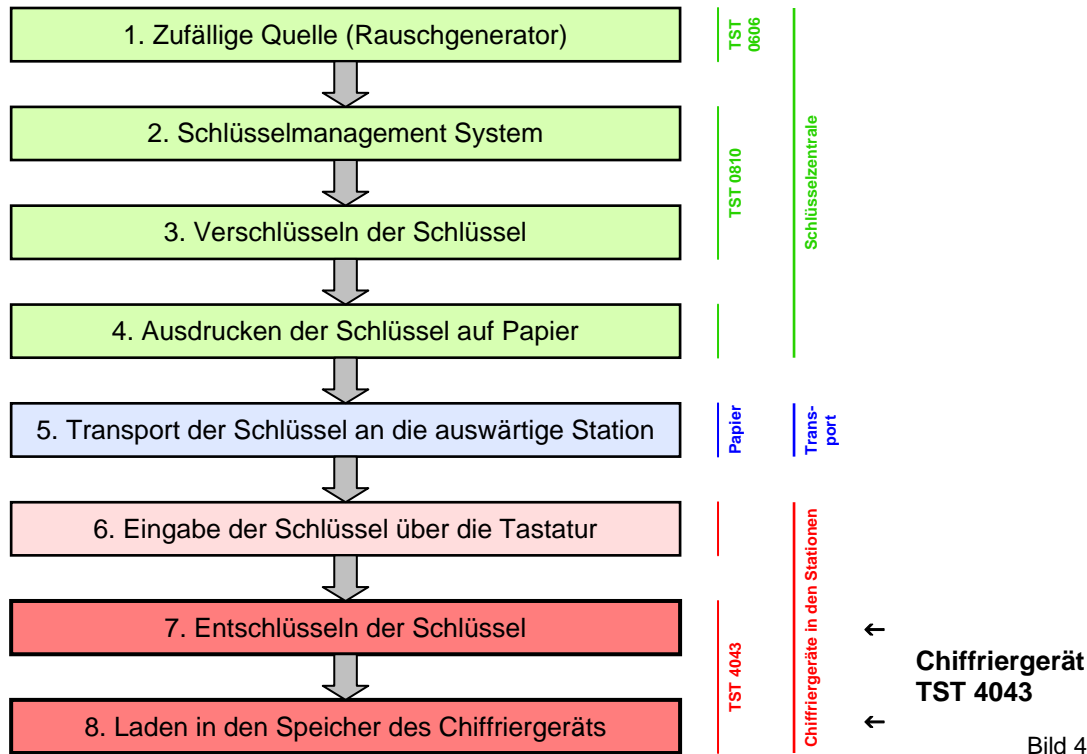 1. Zufällige Quelle (Rauschgenerator)
TST
0606
2. Schlüsselmanagement System
3. Verschlüsseln der Schlüssel
TST 0810
Schlüsselzentrale
4. Ausdrucken der Schlüssel auf Papier
5. Transport der Schlüssel an die auswärtige Station
Papier
Trans-
port
6. Eingabe der Schlüssel über die Tastatur
7. Entschlüsseln der Schlüssel
8. Laden in den Speicher des Chiffriergeräts
TST 4043
Chiffriergeräte in den Stationen
←
Chiffriergerät
TST 4043
←
Bild 4